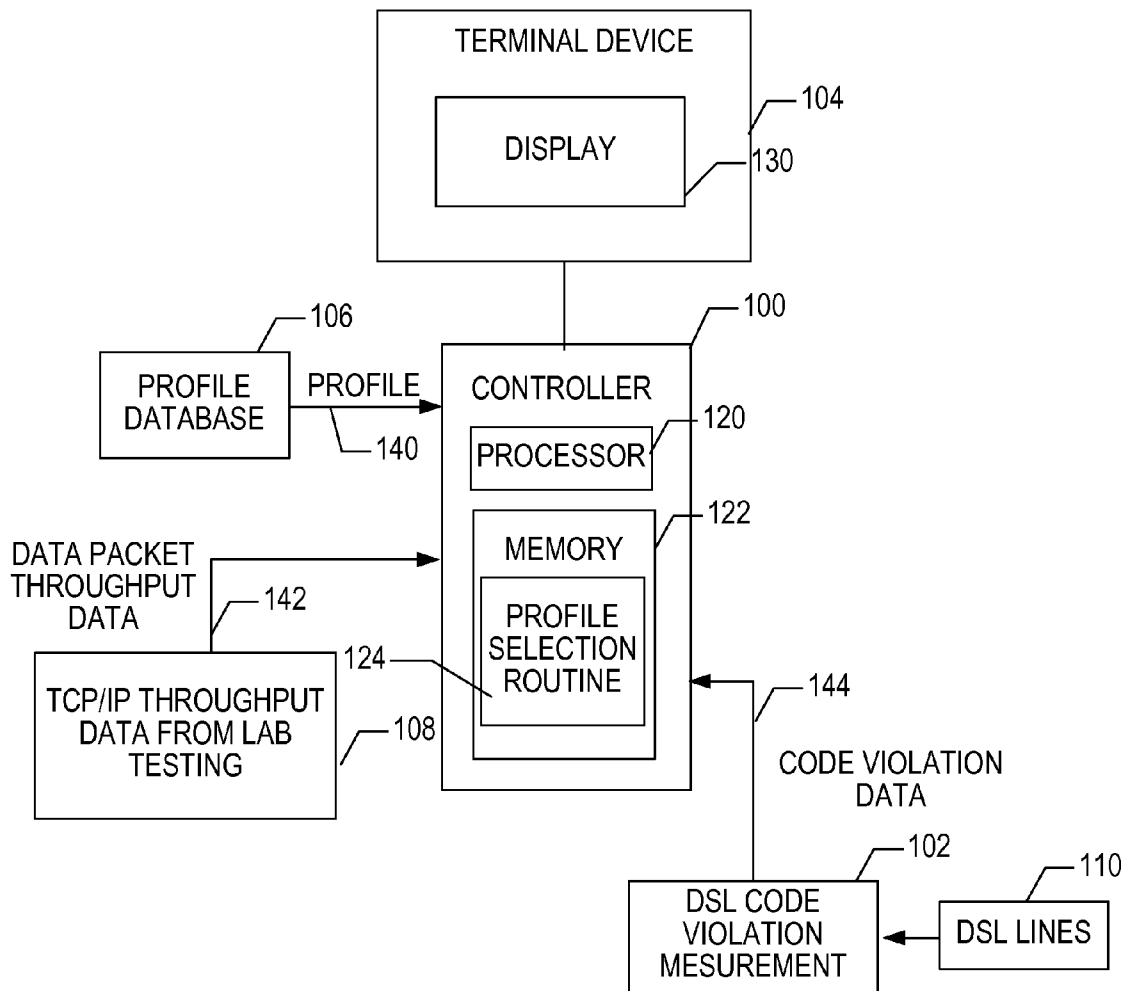 TERMINAL DEVICE
104
DISPLAY
130
106
100
PROFILE
DATABASE
PROFILE
140
CONTROLLER
120
PROCESSOR
122
MEMORY
DATA PACKET
THROUGHPUT
DATA
142
PROFILE
SELECTION
ROUTINE
124
TCP/IP THROUGHPUT
DATA FROM LAB
TESTING
108
144
CODE VIOLATION
DATA
102
110
DSL CODE
VIOLATION
MESUREMENT
DSL LINES